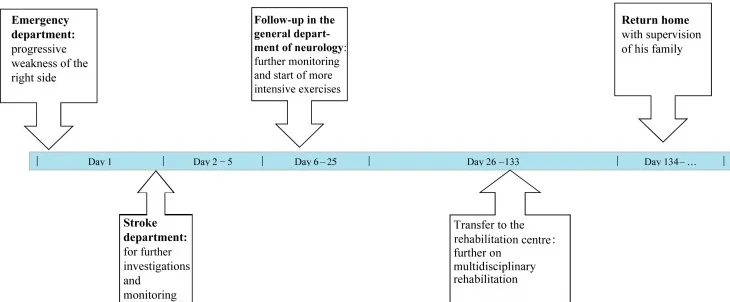 Emergency
department:
progressive
weakness of the
right side
Follow-up in the
general depart-
ment of neurology:
further monitoring
and start of more
intensive exercises
Return home
with supervision
of his family
Day 1
Day 2 – 5
Day 6 – 25
Day 26 –133
Day 134– …
Stroke
department:
for further
investigations
and
monitoring
Transfer to the
rehabilitation centre:
further on
multidisciplinary
rehabilitation